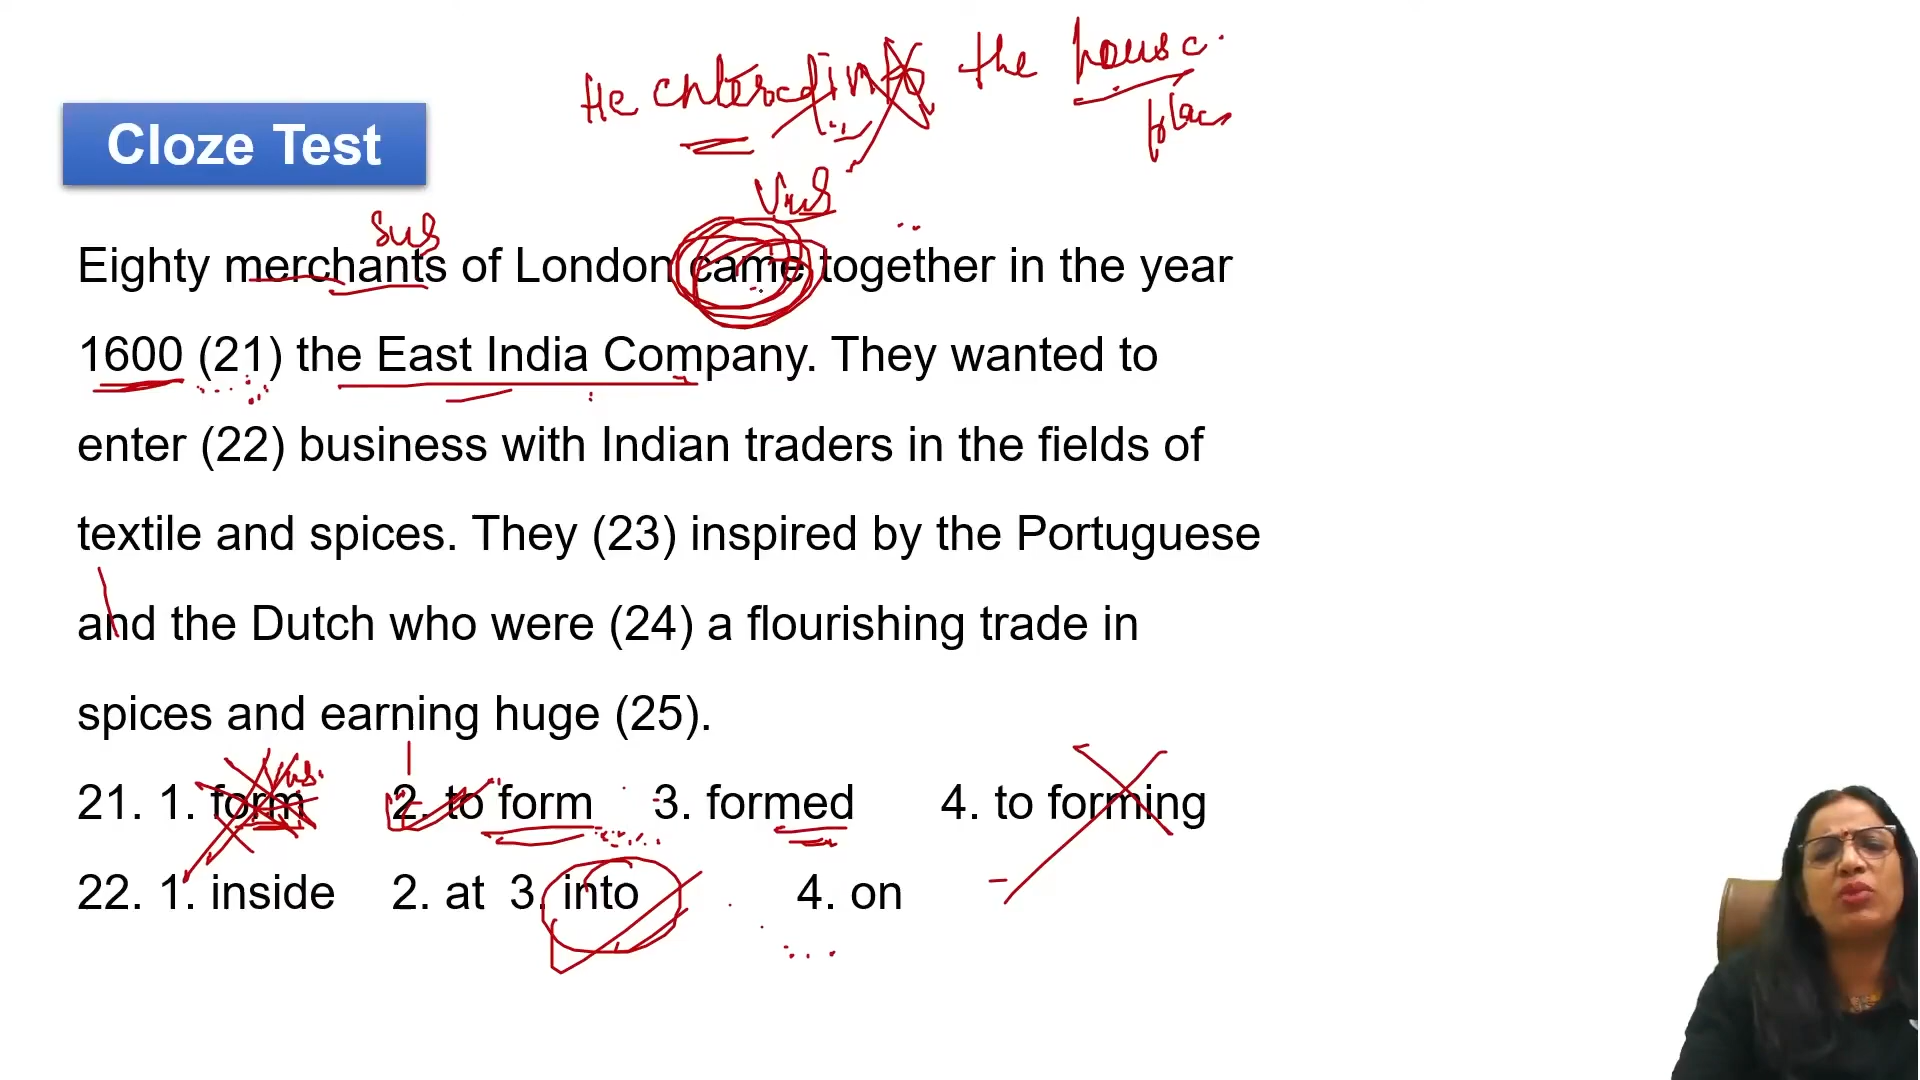 He entered into the house.
Cloze Test
place
Vub
Sub
Eighty merchants of London came together in the year
1600 (21) the East India Company. They wanted to
enter (22) business with Indian traders in the fields of
textile and spices. They (23) inspired by the Portuguese
and the Dutch who were (24) a flourishing trade in
spices and earning huge (25).
21. 1. form 2. to form 3. formed 4. to forming
22. 1. inside 2. at 3. into 4. on